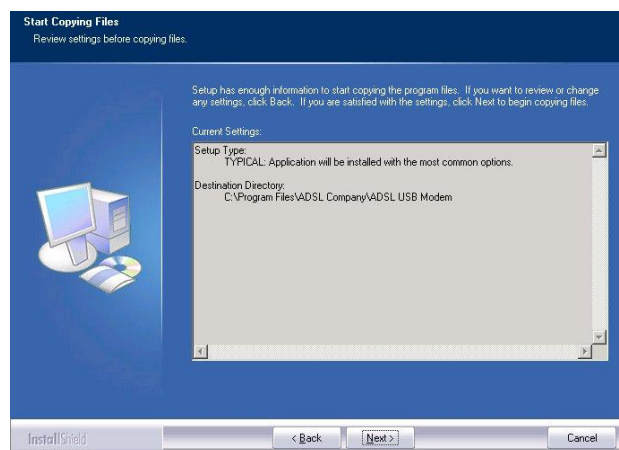 Start Copying Files
Review settings before copying files.
Setup has enough information to start copying the program files. If you want to review or change
any settings, click Back. If you are satisfied with the settings, click Next to begin copying files.
Current Settings:
Setup Type:
TYPICAL: Application will be installed with the most common options.
Destination Directory:
C:\Program Files\ADSL Company\ADSL USB Modem
InstallShield
< Back
Next >
Cancel